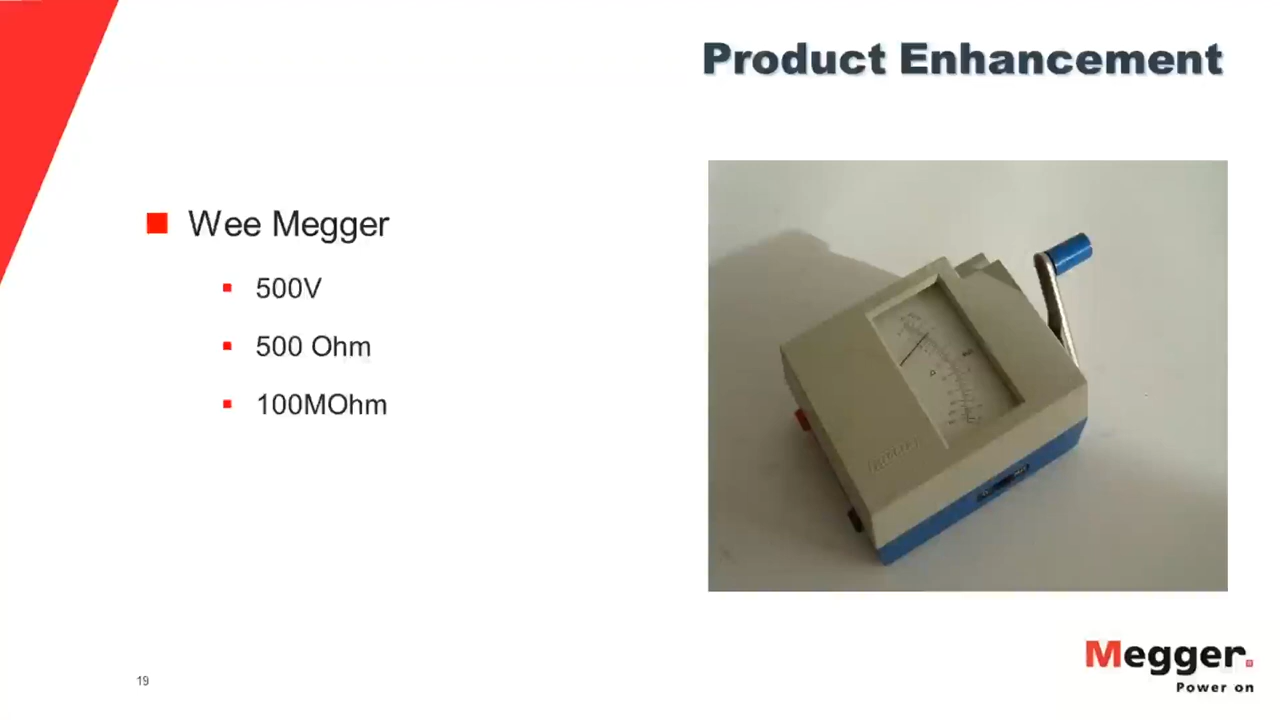 Product Enhancement
Wee Megger
500V
500 Ohm
100MOhm
19
Megger.
Power on